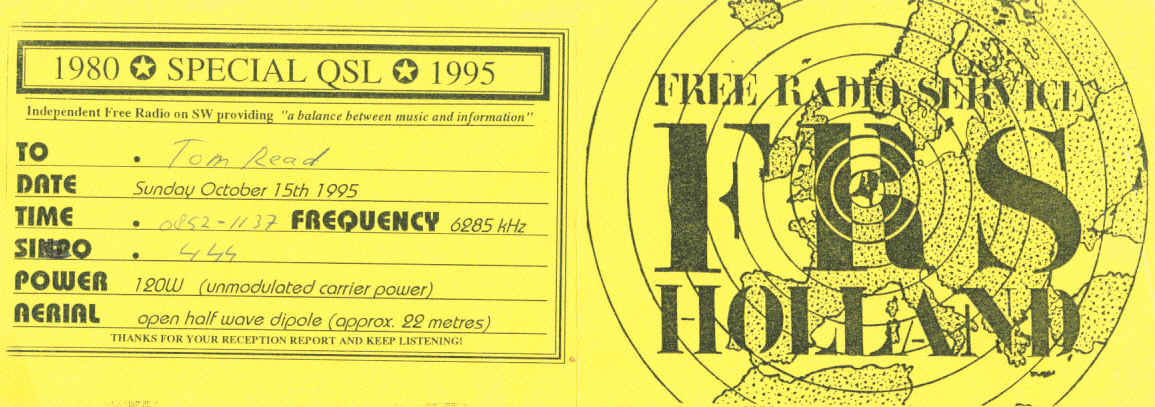 1980 ✪ SPECIAL QSL ✪ 1995
Independent Free Radio on SW providing "a balance between music and information"
TO . Tom Read
DATE Sunday October 15th 1995
TIME . 0852-1137 FREQUENCY 6285 kHz
SINPO . 444
POWER 120W (unmodulated carrier power)
AERIAL open half wave dipole (approx. 22 metres)
THANKS FOR YOUR RECEPTION REPORT AND KEEP LISTENING!
FREE RADIO SERVICE
FRS
HOLLAND